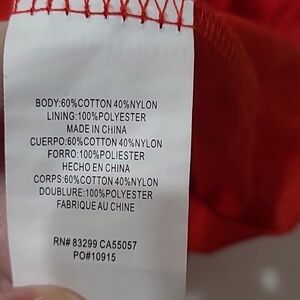 BODY:60%COTTON 40%NYLON
LINING:100%POLYESTER
MADE IN CHINA
CUERPO:60%COTTON 40%NYLON
FORRO:100%POLIESTER
HECHO EN CHINA
CORPS:60%COTTON 40%NYLON
DOUBLURE:100%POLYESTER
FABRIQUE AU CHINE
RN# 83299 CA55057
PO#10915